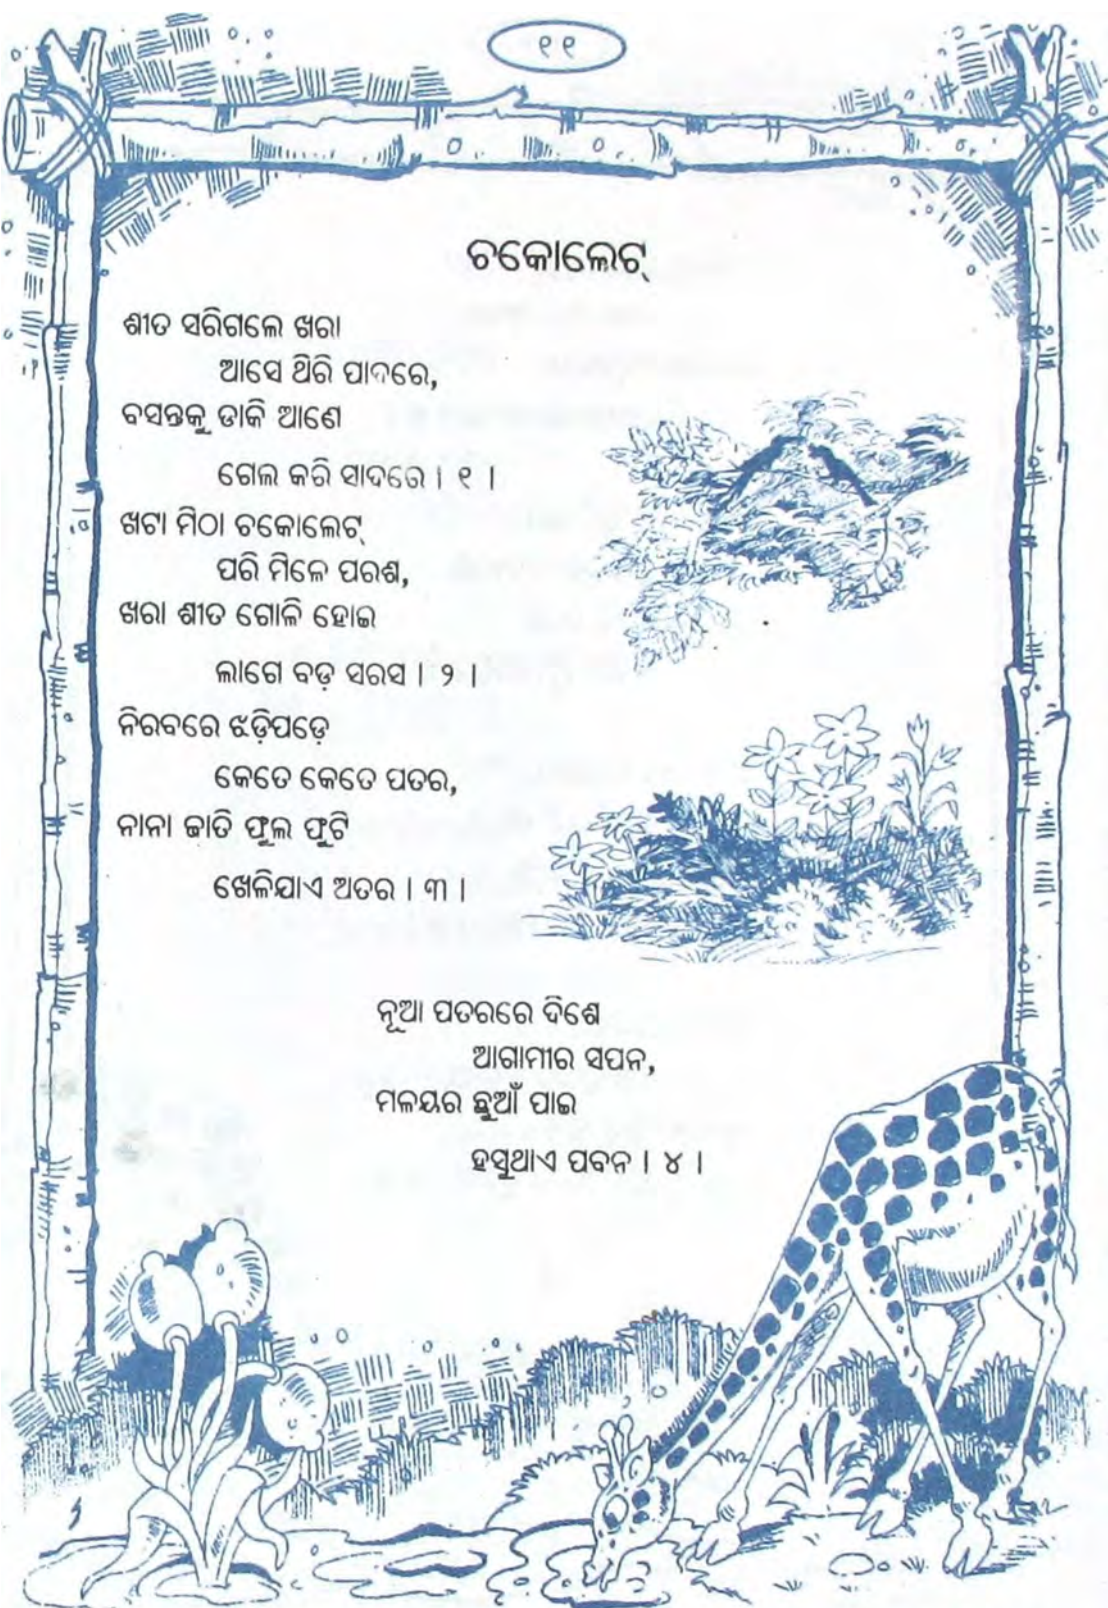 ୧୧
ଚକୋଲେଟ୍
ଶୀତ ସରିଗଲେ ଖରା
ଆସେ ଥିରି ପାଦରେ,
ବସନ୍ତକୁ ଡାକି ଆଣେ
ଗେଲ କରି ସାଦରେ । ୧ ।
ଖଟା ମିଠା ଚକୋଲେଟ୍
ପରି ମିଳେ ପରଶ,
ଖରା ଶୀତ ଗୋଳି ହୋଇ
ଲାଗେ ବଡ଼ ସରସ । ୨ ।
ନିରବରେ ଝଡ଼ିପଡ଼େ
କେତେ କେତେ ପତର,
ନାନା ଜାତି ଫୁଲ ଫୁଟି
ଖେଳିଯାଏ ଅତର । ୩ ।
ନୂଆ ପତରରେ ଦିଶେ
ଆଗାମୀର ସପନ,
ମଳୟର ଛୁଆଁ ପାଇ
ହସୁଥାଏ ପବନ । ୪ ।